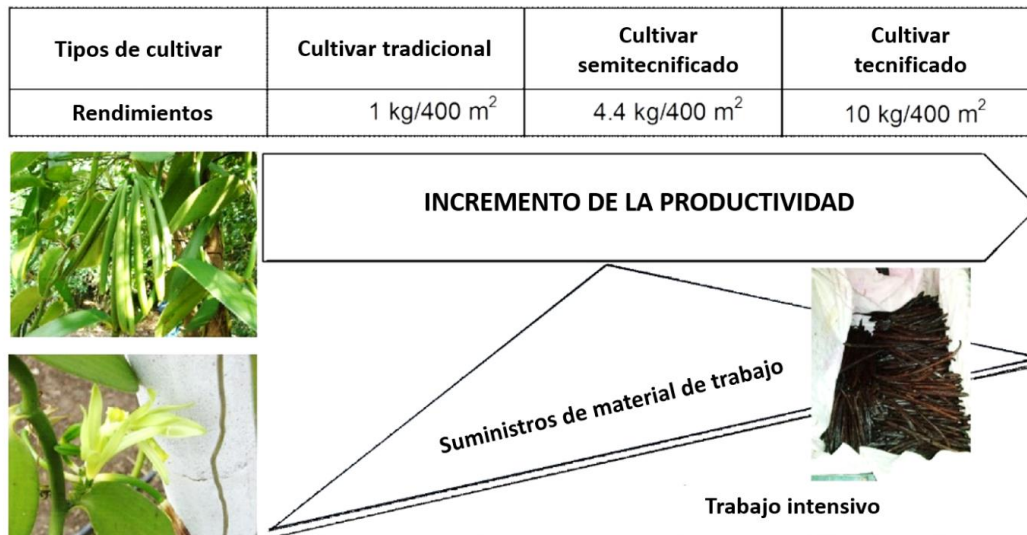 Tipos de cultivar
Cultivar tradicional
Cultivar
semitecnificado
Cultivar
tecnificado
Rendimientos
1 kg/400 m²
4.4 kg/400 m²
10 kg/400 m²
INCREMENTO DE LA PRODUCTIVIDAD
Suministros de material de trabajo
Trabajo intensivo